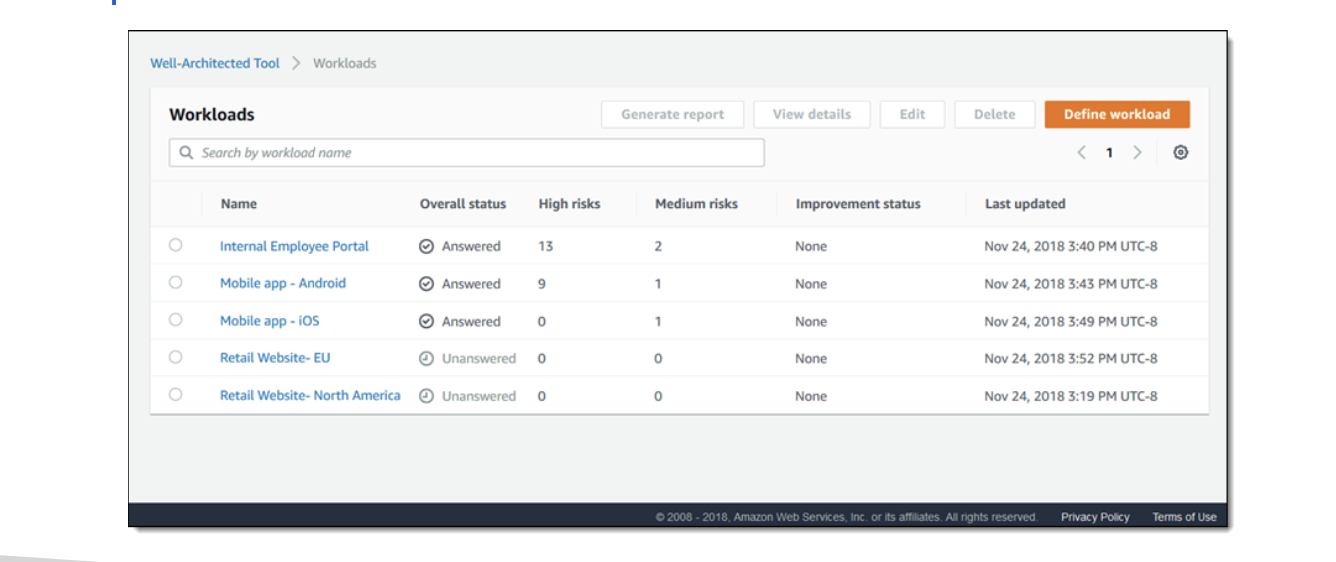 Well-Architected Tool > Workloads
Workloads Generate report View details Edit Delete Define workload
Search by workload name < 1 >
Name Overall status High risks Medium risks Improvement status Last updated
Internal Employee Portal Answered 13 2 None Nov 24, 2018 3:40 PM UTC-8
Mobile app - Android Answered 9 1 None Nov 24, 2018 3:43 PM UTC-8
Mobile app - iOS Answered 0 1 None Nov 24, 2018 3:49 PM UTC-8
Retail Website- EU Unanswered 0 0 None Nov 24, 2018 3:52 PM UTC-8
Retail Website- North America Unanswered 0 0 None Nov 24, 2018 3:19 PM UTC-8
© 2008 - 2018, Amazon Web Services, Inc. or its affiliates. All rights reserved. Privacy Policy Terms of Use